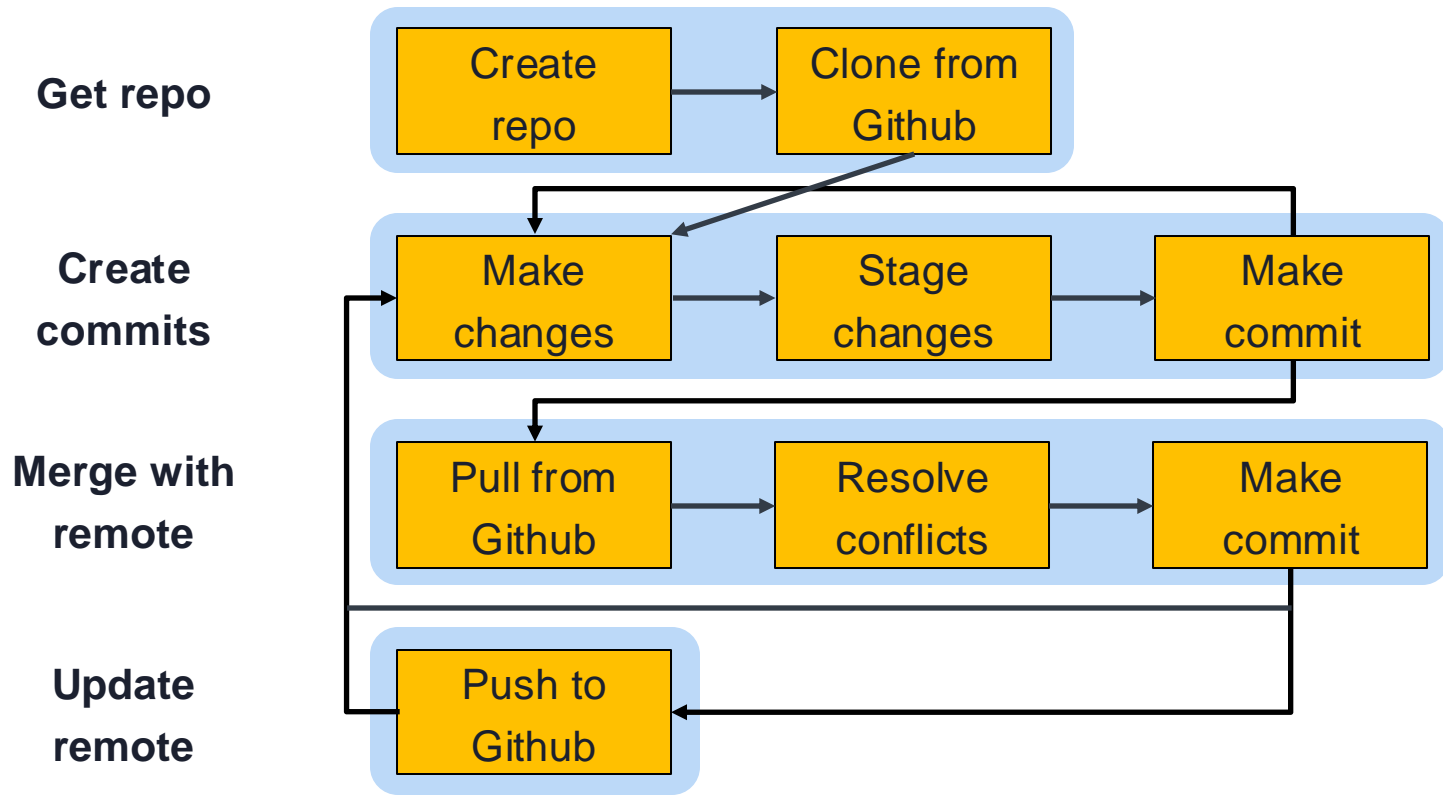 Get repo
Create
repo
Clone from
Github
Create
commits
Make
changes
Stage
changes
Make
commit
Merge with
remote
Pull from
Github
Resolve
conflicts
Make
commit
Update
remote
Push to
Github